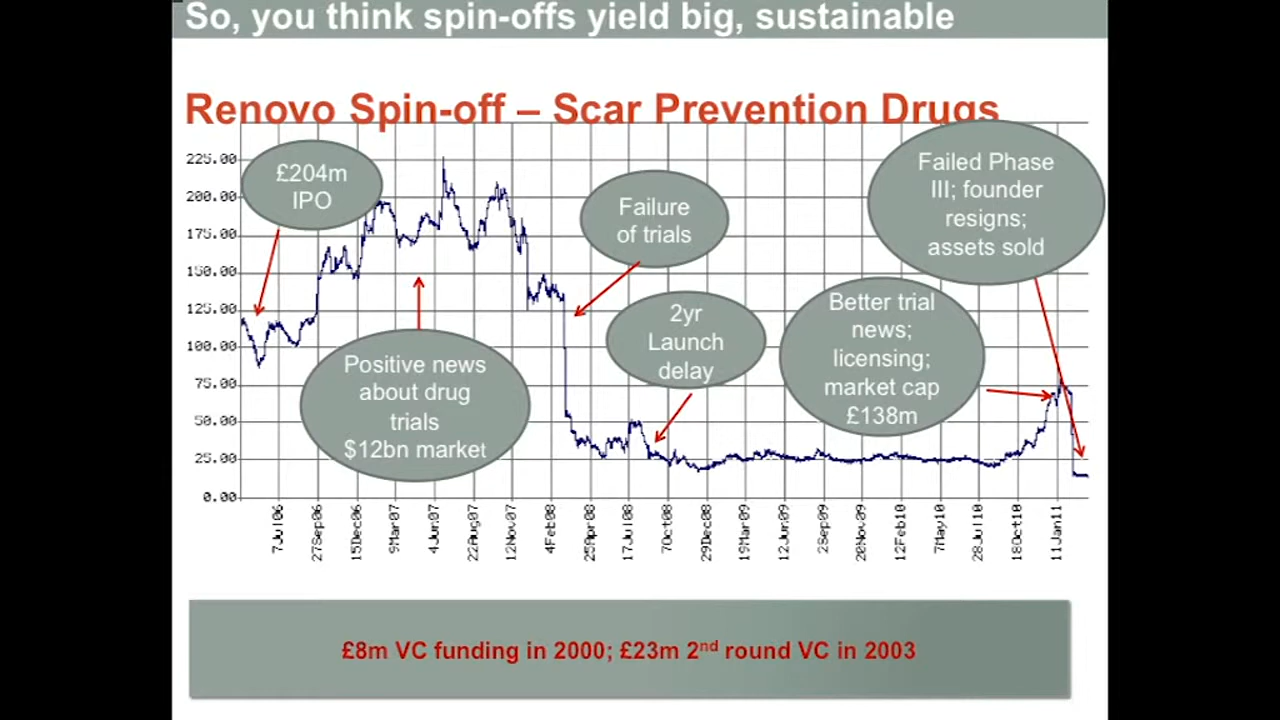 So, you think spin-offs yield big, sustainable
Renovo Spin-off – Scar Prevention Drugs
£204m
IPO
Failure
of trials
Failed Phase
III; founder
resigns;
assets sold
Positive news
about drug
trials
$12bn market
2yr
Launch
delay
Better trial
news;
licensing;
market cap
£138m
225.00
200.00
175.00
150.00
125.00
100.00
75.00
50.00
25.00
0.00
7Jul06
27Sep06
15Dec06
9Mar07
4Jun07
22Aug07
12Nov07
4Feb08
25Apr08
17Jul08
7Oct08
29Dec08
19Mar09
12Jun09
2Sep09
20Nov09
12Feb10
7May10
28Jul10
18Oct10
11Jan11
£8m VC funding in 2000; £23m 2nd round VC in 2003